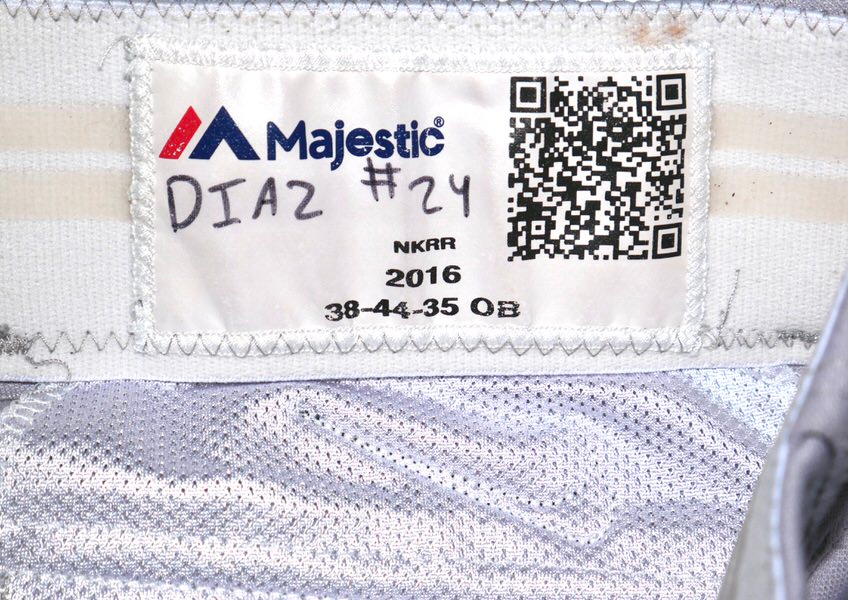 Majestic®
DIAZ #24
NKRR
2016
38-44-35 OB